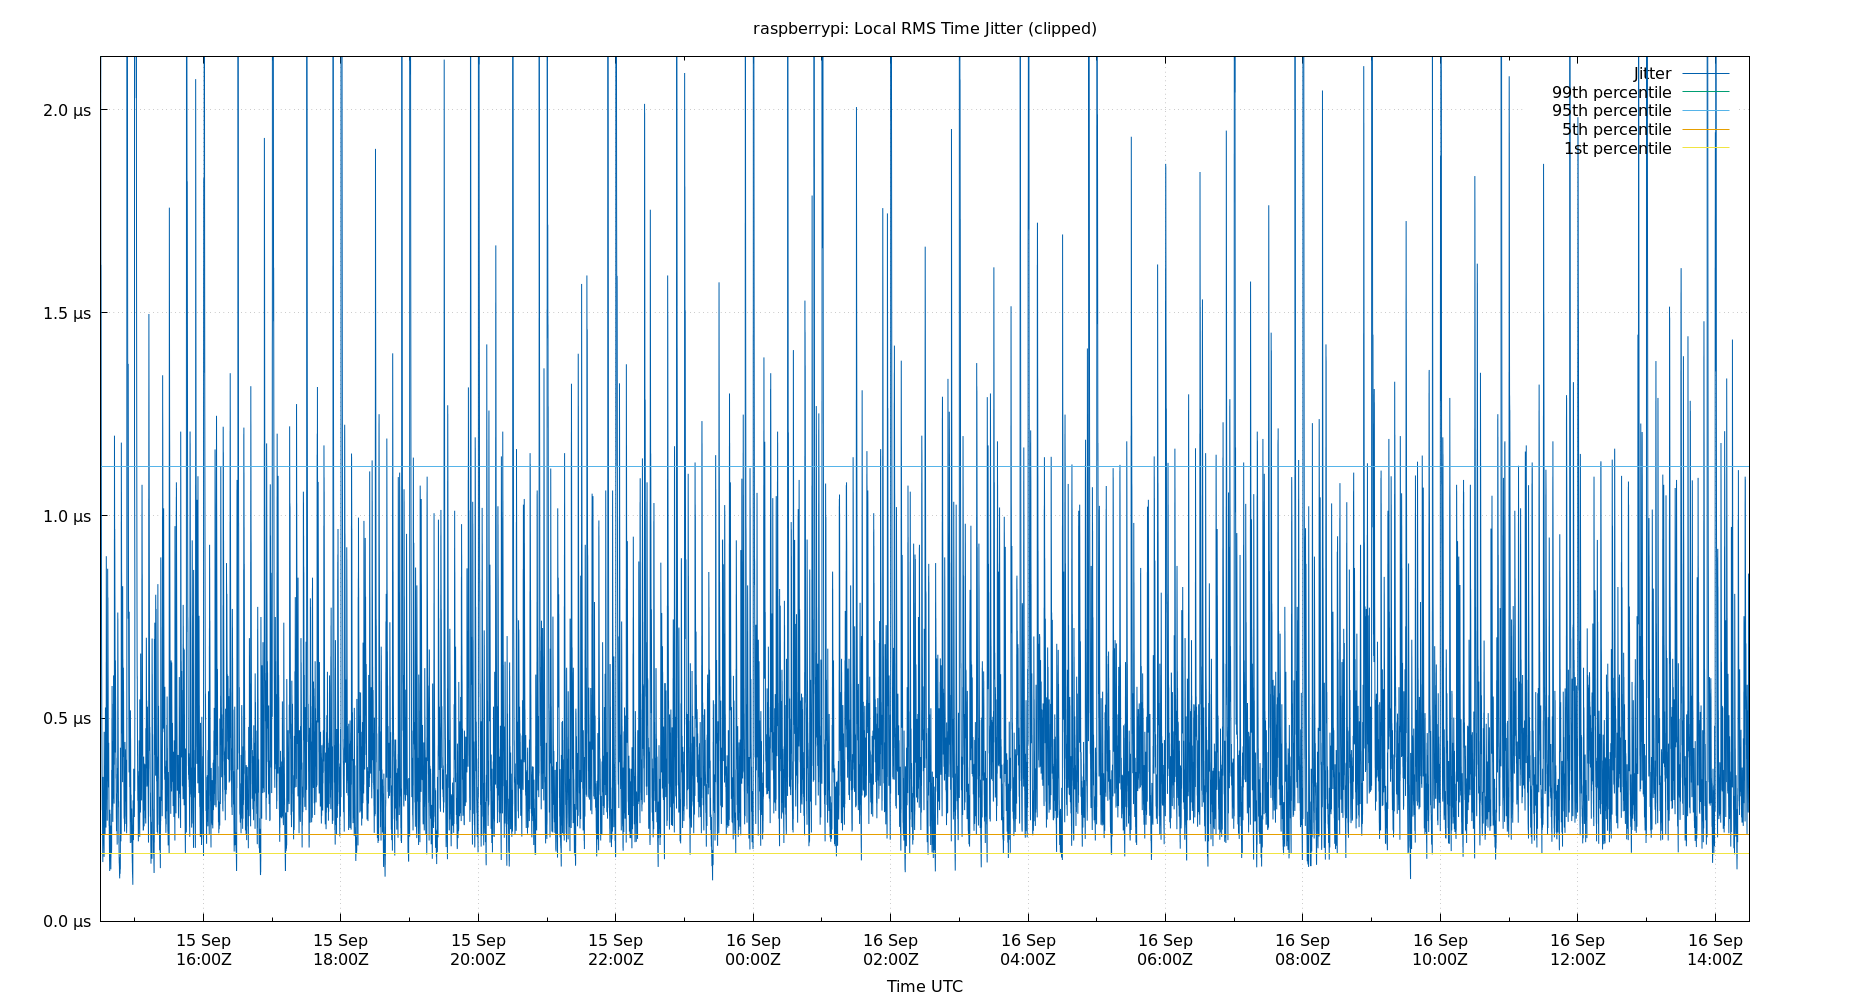 raspberrypi: Local RMS Time Jitter (clipped)
Jitter
99th percentile
95th percentile
5th percentile
1st percentile
2.0 µs
1.5 µs
1.0 µs
0.5 µs
0.0 µs
15 Sep 15 Sep 15 Sep 15 Sep 16 Sep 16 Sep 16 Sep 16 Sep 16 Sep 16 Sep 16 Sep 16 Sep
16:00Z 18:00Z 20:00Z 22:00Z 00:00Z 02:00Z 04:00Z 06:00Z 08:00Z 10:00Z 12:00Z 14:00Z
Time UTC